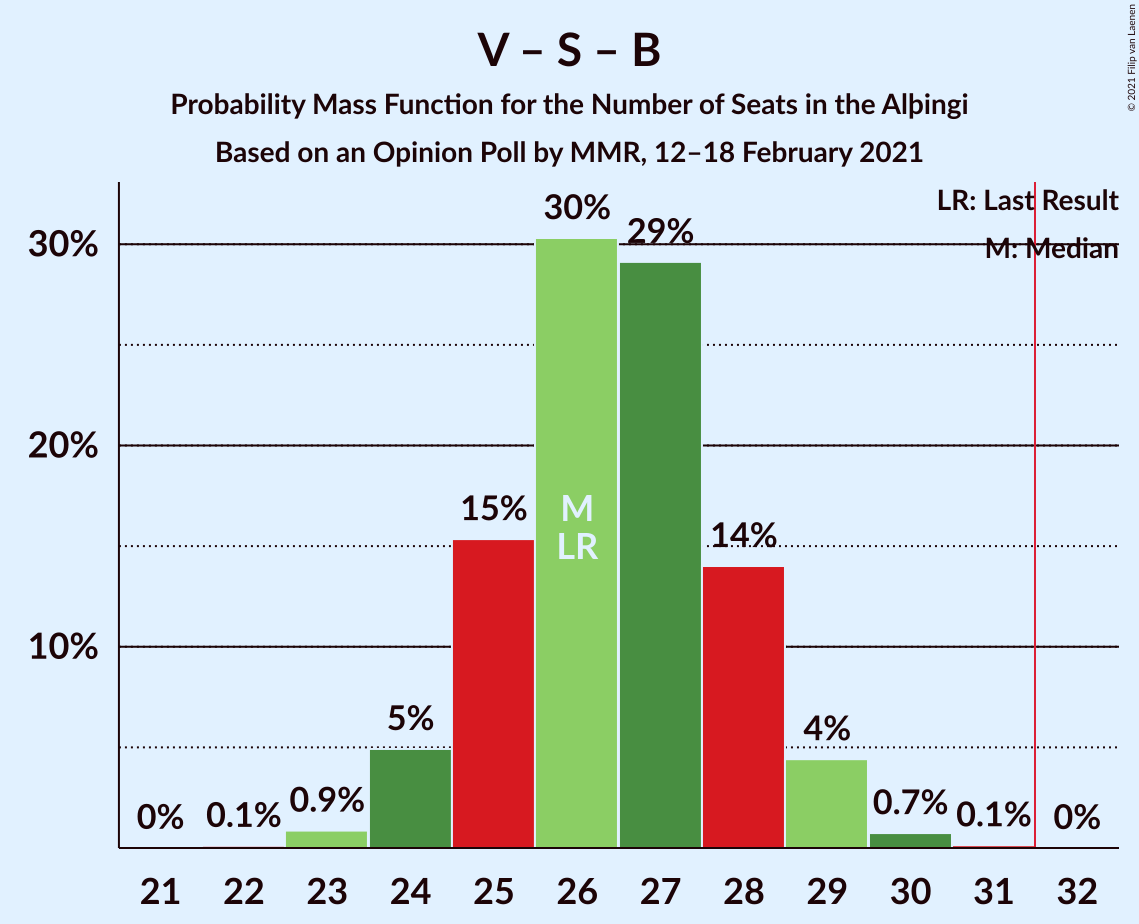 V – S – B
Probability Mass Function for the Number of Seats in the Alþingi
Based on an Opinion Poll by MMR, 12–18 February 2021
© 2021 Filip van Laenen
LR: Last Result
M: Median
30%
20%
10%
0%
0.1%
0.9%
5%
15%
30%
29%
14%
4%
0.7%
0.1%
0%
M
LR
21 22 23 24 25 26 27 28 29 30 31 32